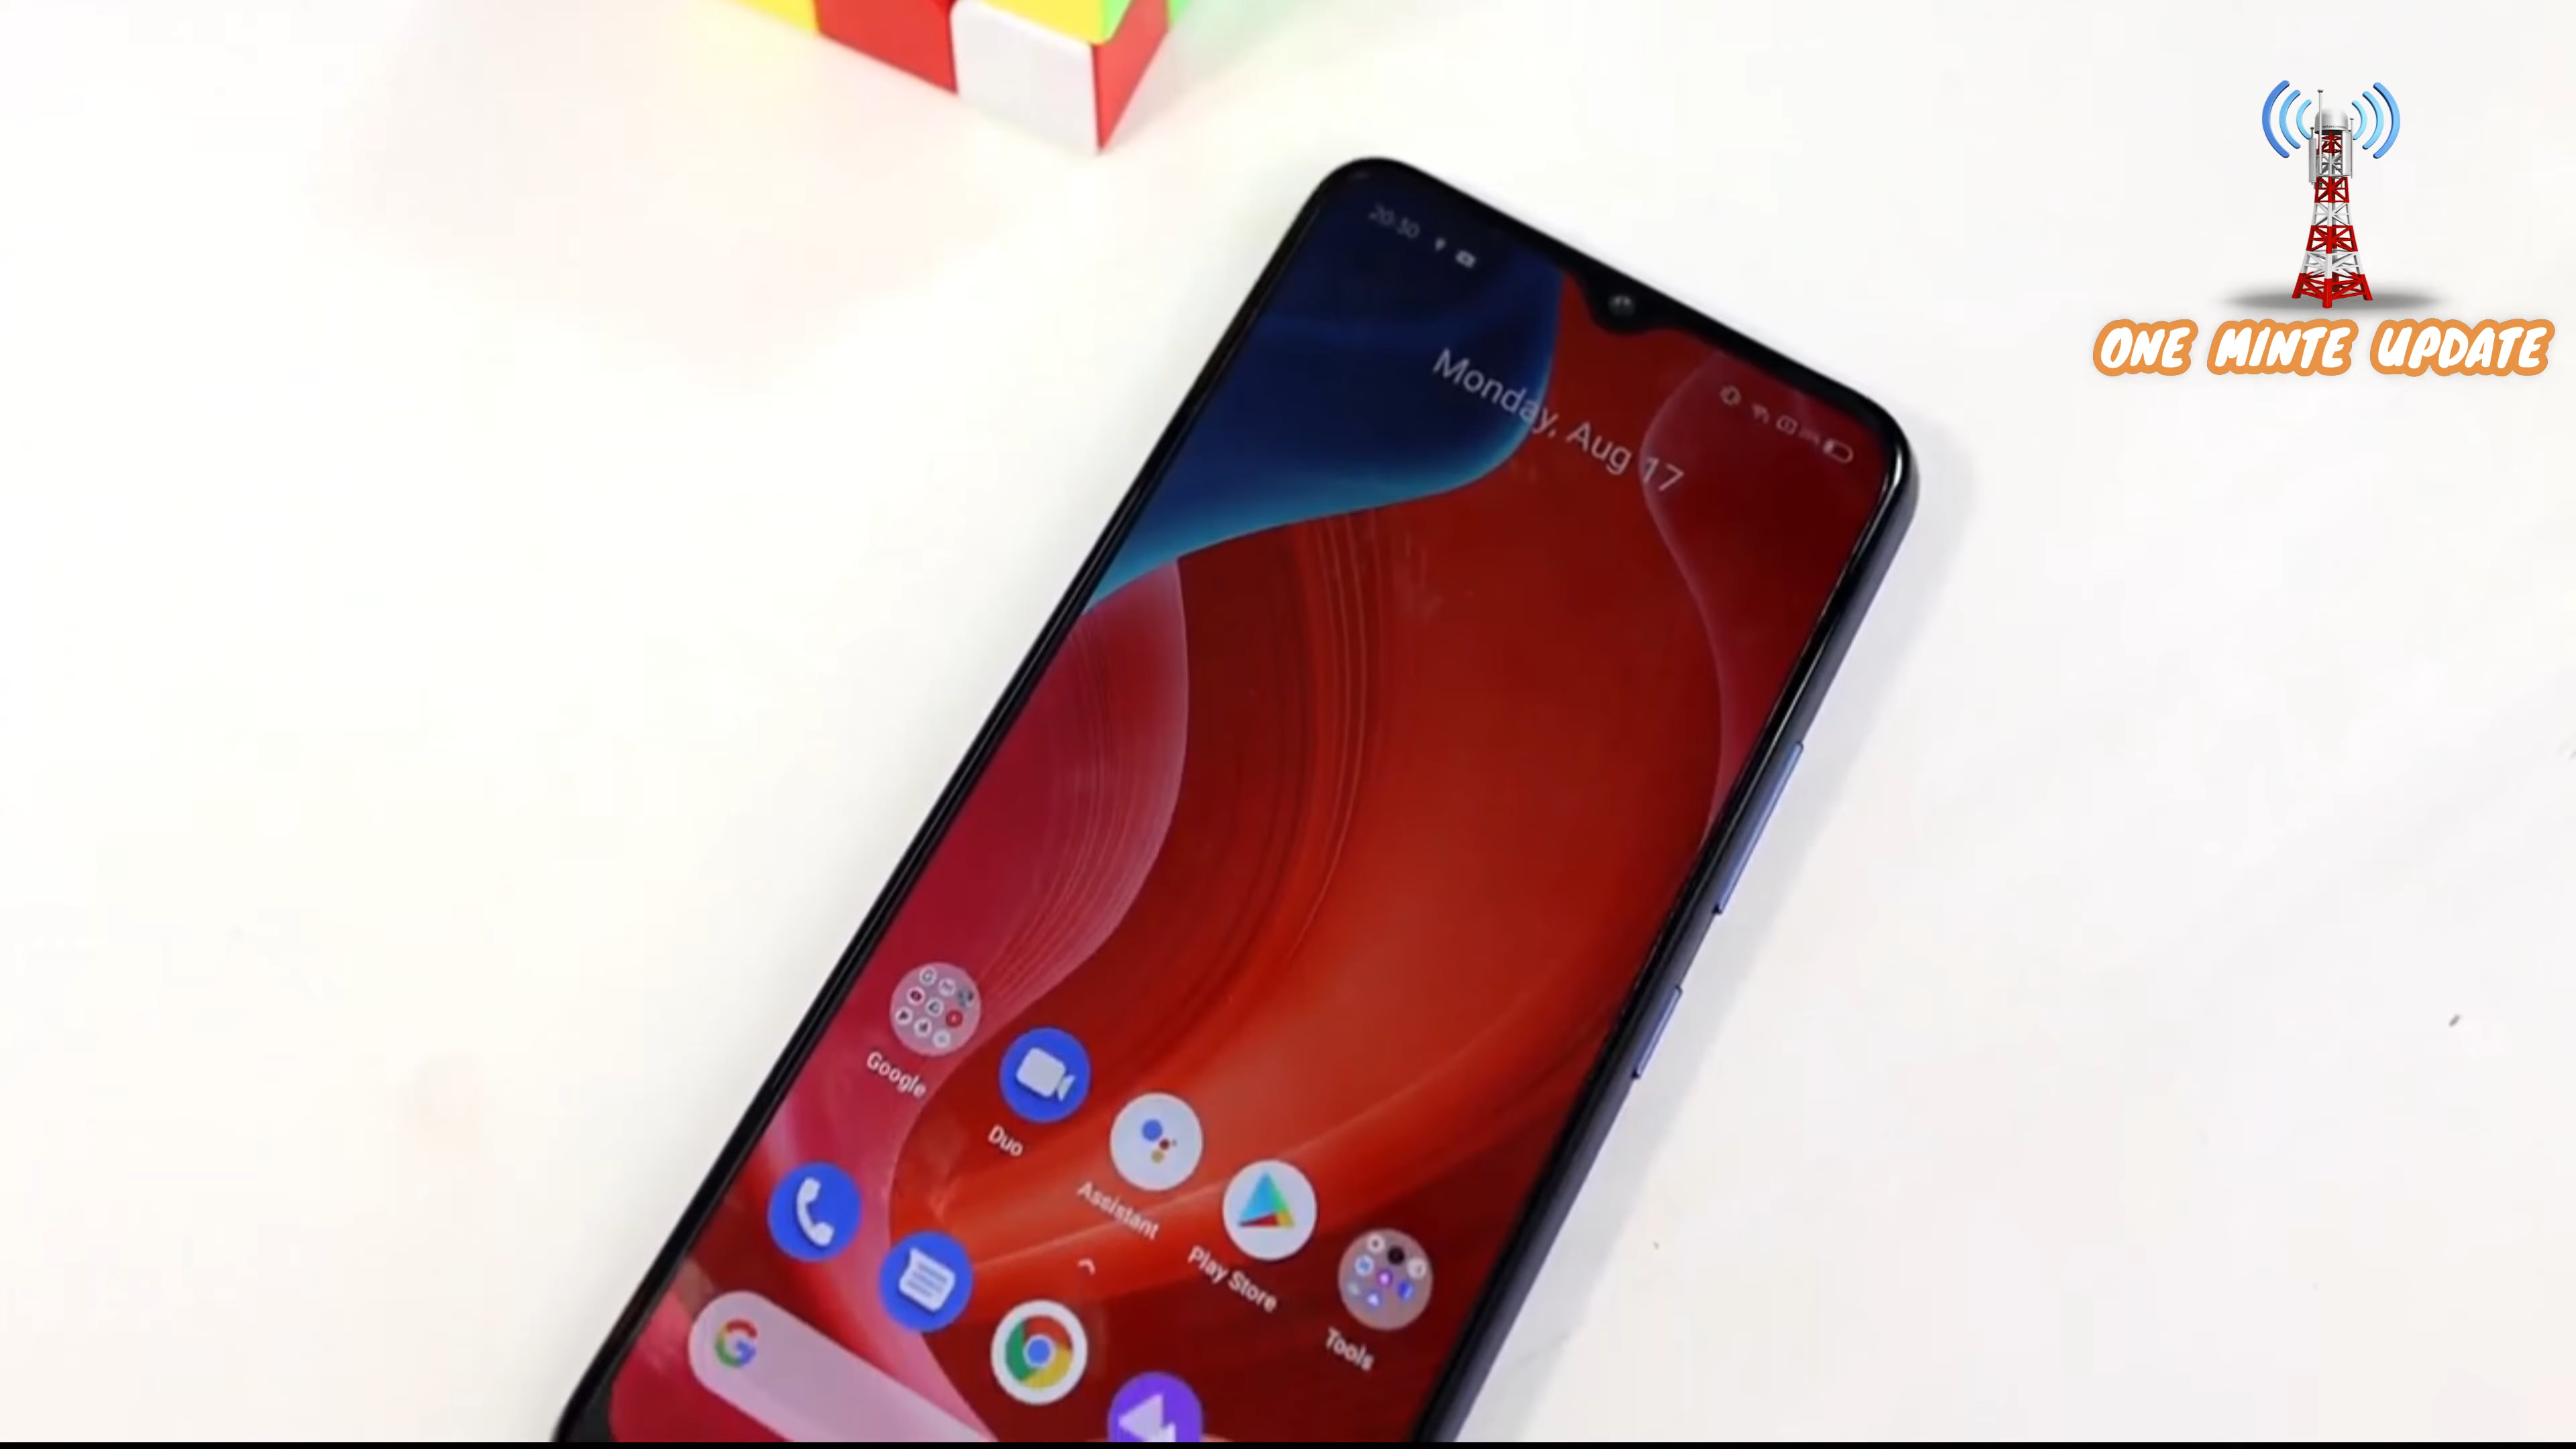 20:30
ONE MINTE UPDATE
Monday, Aug 17
Google
Duo
Assistant
Play Store
Tools